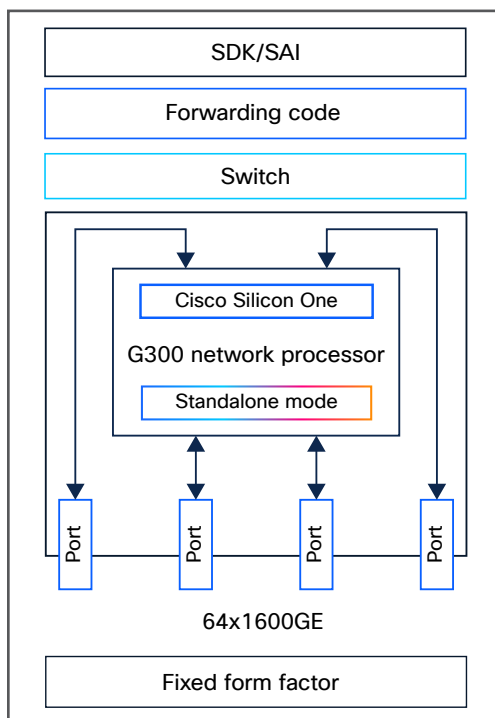 SDK/SAI
Forwarding code
Switch
Cisco Silicon One
G300 network processor
Standalone mode
Port
Port
Port
Port
64x1600GE
Fixed form factor